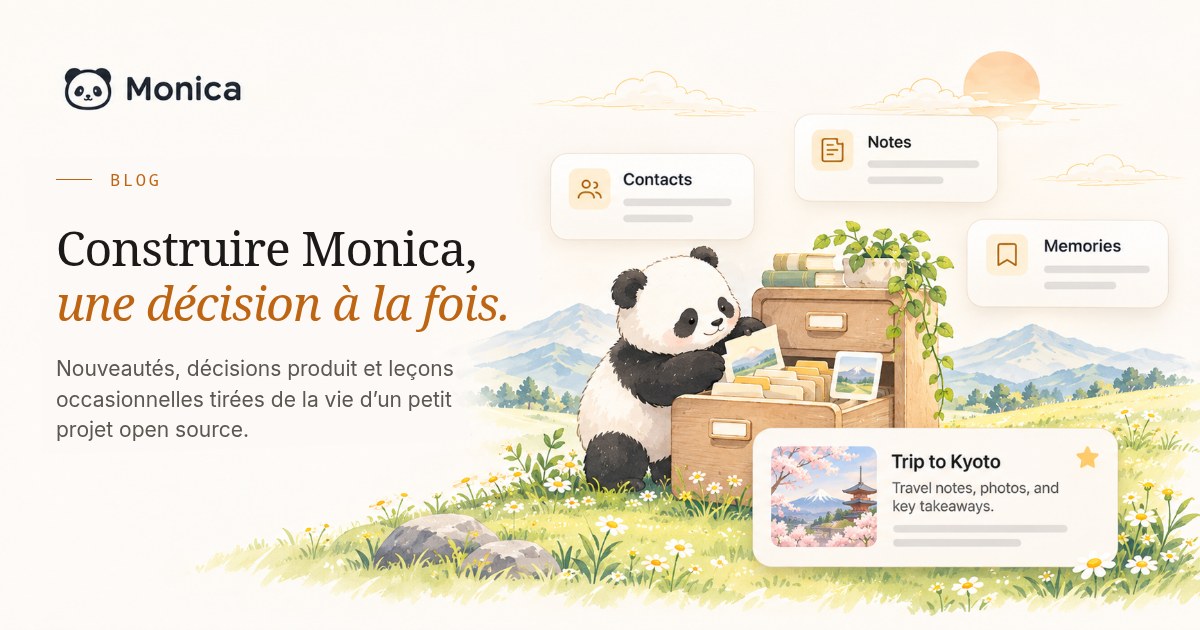 Monica
BLOG
Construire Monica,
une décision à la fois.
Nouveautés, décisions produit et leçons
occasionnelles tirées de la vie d’un petit
projet open source.
Contacts
Notes
Memories
Trip to Kyoto
Travel notes, photos, and
key takeaways.